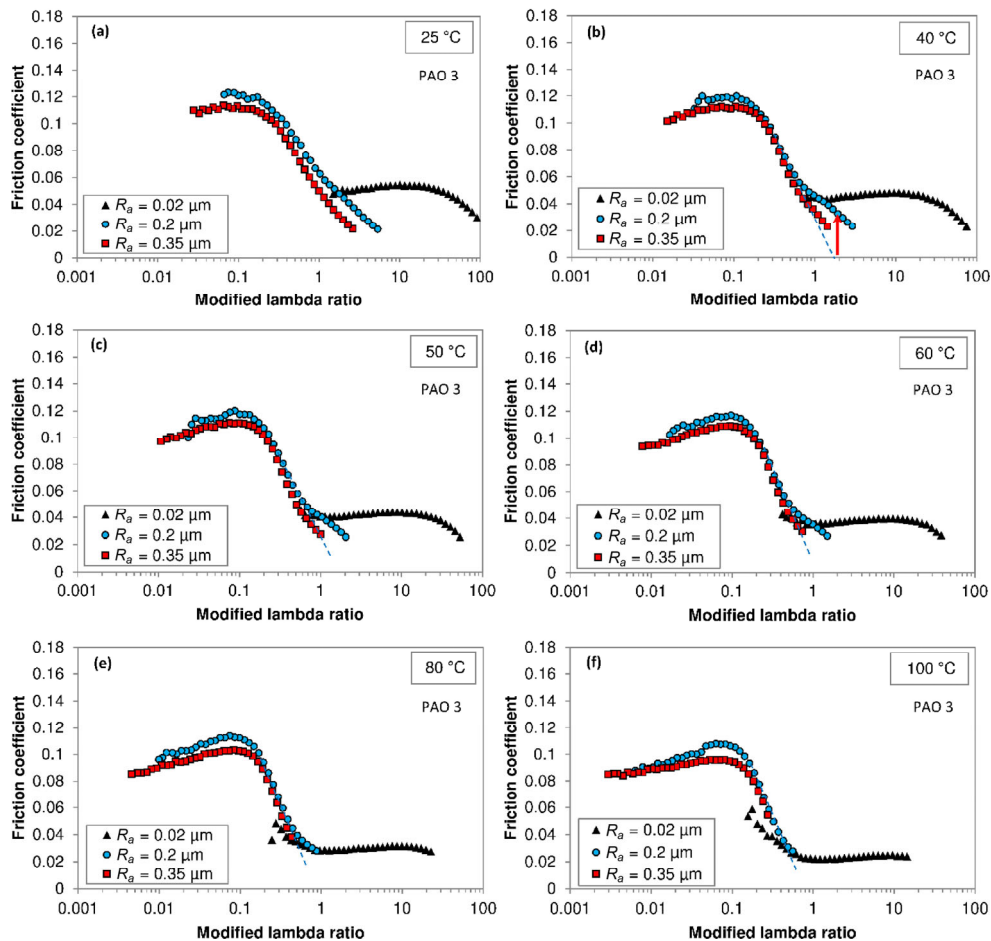 (a)
25 °C
PAO 3
Friction coefficient
0.18
0.16
0.14
0.12
0.1
0.08
0.06
0.04
0.02
0
Rₐ = 0.02 µm
Rₐ = 0.2 µm
Rₐ = 0.35 µm
0.001 0.01 0.1 1 10 100
Modified lambda ratio
(b)
40 °C
PAO 3
Friction coefficient
0.18
0.16
0.14
0.12
0.1
0.08
0.06
0.04
0.02
0
Rₐ = 0.02 µm
Rₐ = 0.2 µm
Rₐ = 0.35 µm
0.001 0.01 0.1 1 10 100
Modified lambda ratio
(c)
50 °C
PAO 3
Friction coefficient
0.18
0.16
0.14
0.12
0.1
0.08
0.06
0.04
0.02
0
Rₐ = 0.02 µm
Rₐ = 0.2 µm
Rₐ = 0.35 µm
0.001 0.01 0.1 1 10 100
Modified lambda ratio
(d)
60 °C
PAO 3
Friction coefficient
0.18
0.16
0.14
0.12
0.1
0.08
0.06
0.04
0.02
0
Rₐ = 0.02 µm
Rₐ = 0.2 µm
Rₐ = 0.35 µm
0.001 0.01 0.1 1 10 100
Modified lambda ratio
(e)
80 °C
PAO 3
Friction coefficient
0.18
0.16
0.14
0.12
0.1
0.08
0.06
0.04
0.02
0
Rₐ = 0.02 µm
Rₐ = 0.2 µm
Rₐ = 0.35 µm
0.001 0.01 0.1 1 10 100
Modified lambda ratio
(f)
100 °C
PAO 3
Friction coefficient
0.18
0.16
0.14
0.12
0.1
0.08
0.06
0.04
0.02
0
Rₐ = 0.02 µm
Rₐ = 0.2 µm
Rₐ = 0.35 µm
0.001 0.01 0.1 1 10 100
Modified lambda ratio